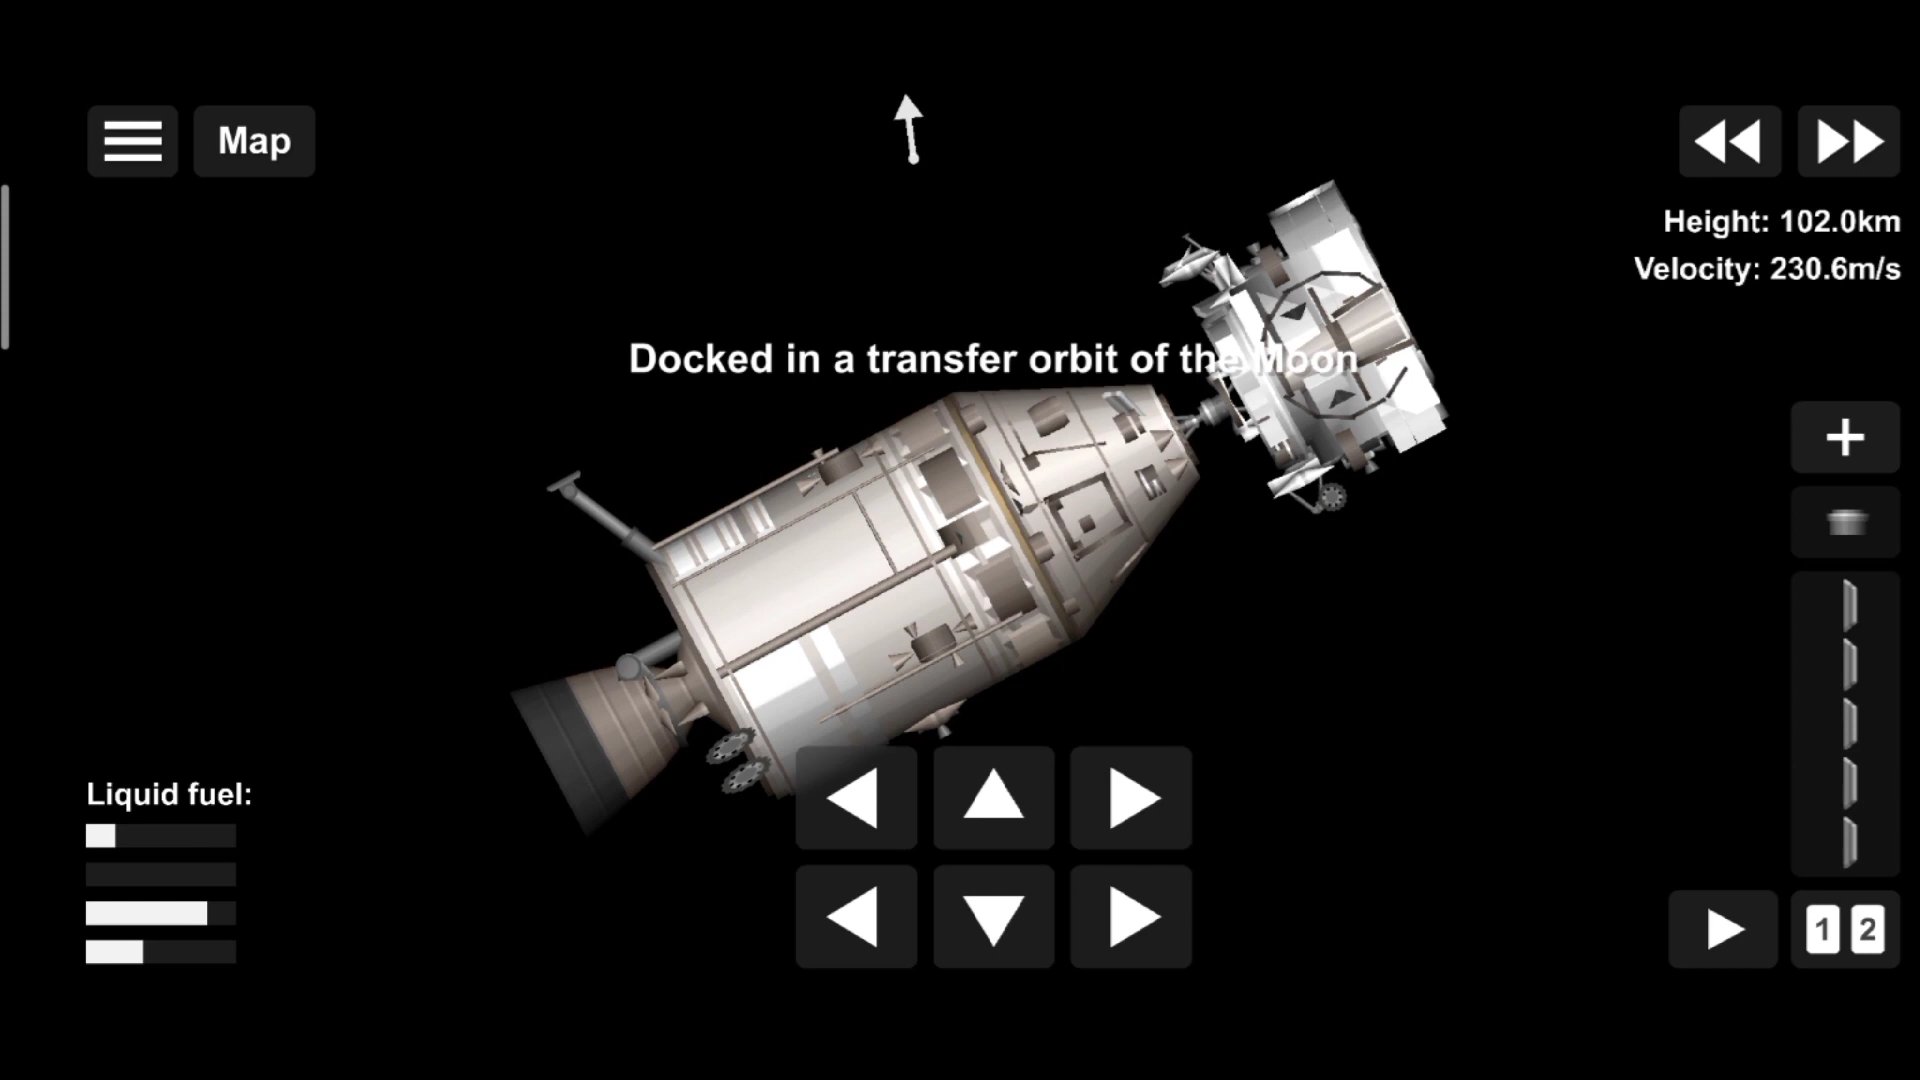 Map
Height: 102.0km
Velocity: 230.6m/s
Docked in a transfer orbit of the Moon
Liquid fuel:
1 2